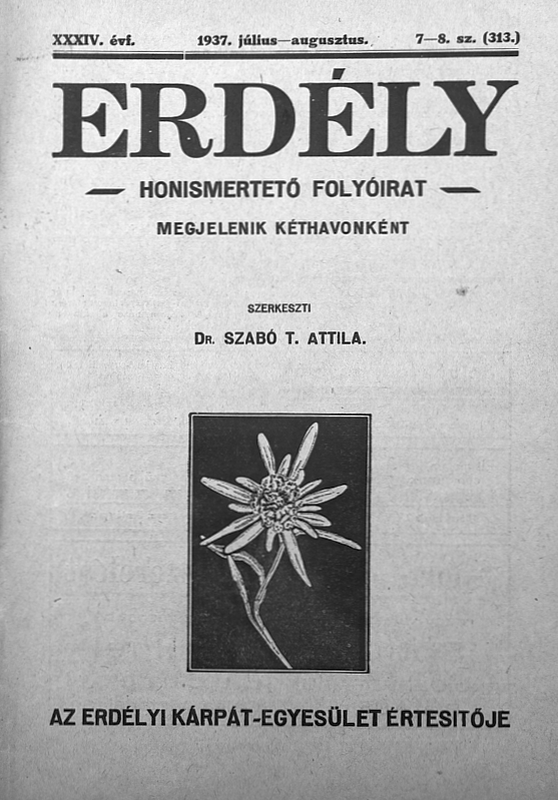 XXXIV. évf. 1937. julius—augusztus. 7—8. sz. (313.)
ERDÉLY
HONISMERTETŐ FOLYÓIRAT
MEGJELENIK KÉTHAVONKÉNT
SZERKESZTI
Dr. SZABÓ T. ATTILA.
AZ ERDÉLYI KÁRPÁT-EGYESÜLET ÉRTESITŐJE